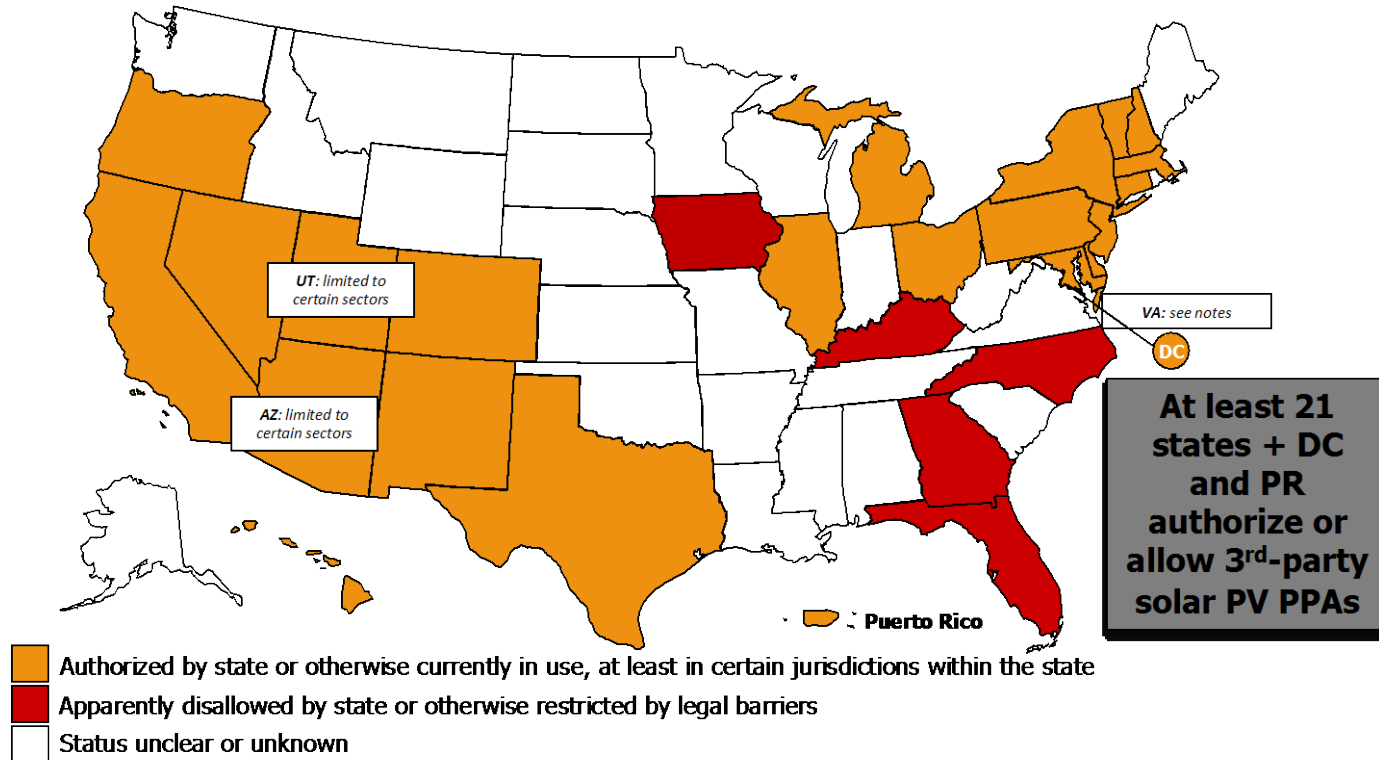 UT: limited to
certain sectors
AZ: limited to
certain sectors
VA: see notes
DC
At least 21
states + DC
and PR
authorize or
allow 3rd-party
solar PV PPAs
Puerto Rico
Authorized by state or otherwise currently in use, at least in certain jurisdictions within the state
Apparently disallowed by state or otherwise restricted by legal barriers
Status unclear or unknown